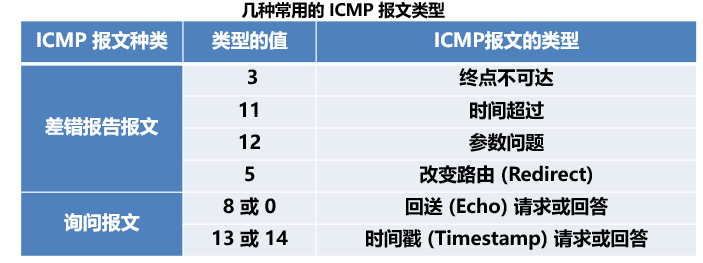 几种常用的 ICMP 报文类型
ICMP 报文种类 类型的值 ICMP报文的类型
差错报告报文 3 终点不可达
11 时间超过
12 参数问题
5 改变路由 (Redirect)
询问报文 8 或 0 回送 (Echo) 请求或回答
13 或 14 时间戳 (Timestamp) 请求或回答